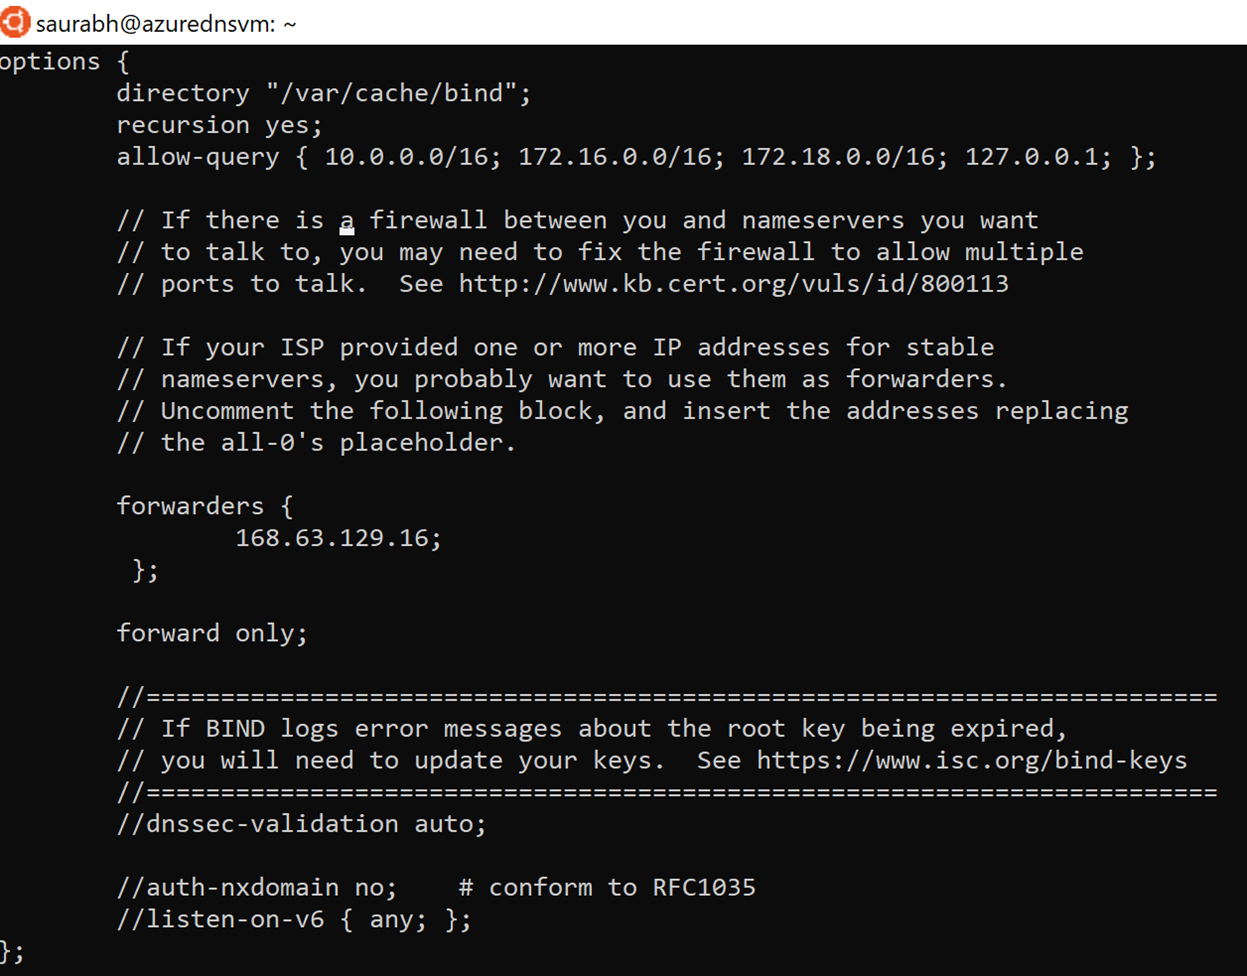 saurabh@azurednsvm: ~
options {
directory "/var/cache/bind";
recursion yes;
allow-query { 10.0.0.0/16; 172.16.0.0/16; 172.18.0.0/16; 127.0.0.1; };
// If there is a firewall between you and nameservers you want
// to talk to, you may need to fix the firewall to allow multiple
// ports to talk.  See http://www.kb.cert.org/vuls/id/800113
// If your ISP provided one or more IP addresses for stable
// nameservers, you probably want to use them as forwarders.
// Uncomment the following block, and insert the addresses replacing
// the all-0's placeholder.
forwarders {
168.63.129.16;
};
forward only;
//========================================================================
// If BIND logs error messages about the root key being expired,
// you will need to update your keys.  See https://www.isc.org/bind-keys
//========================================================================
//dnssec-validation auto;
//auth-nxdomain no;    # conform to RFC1035
//listen-on-v6 { any; };
};